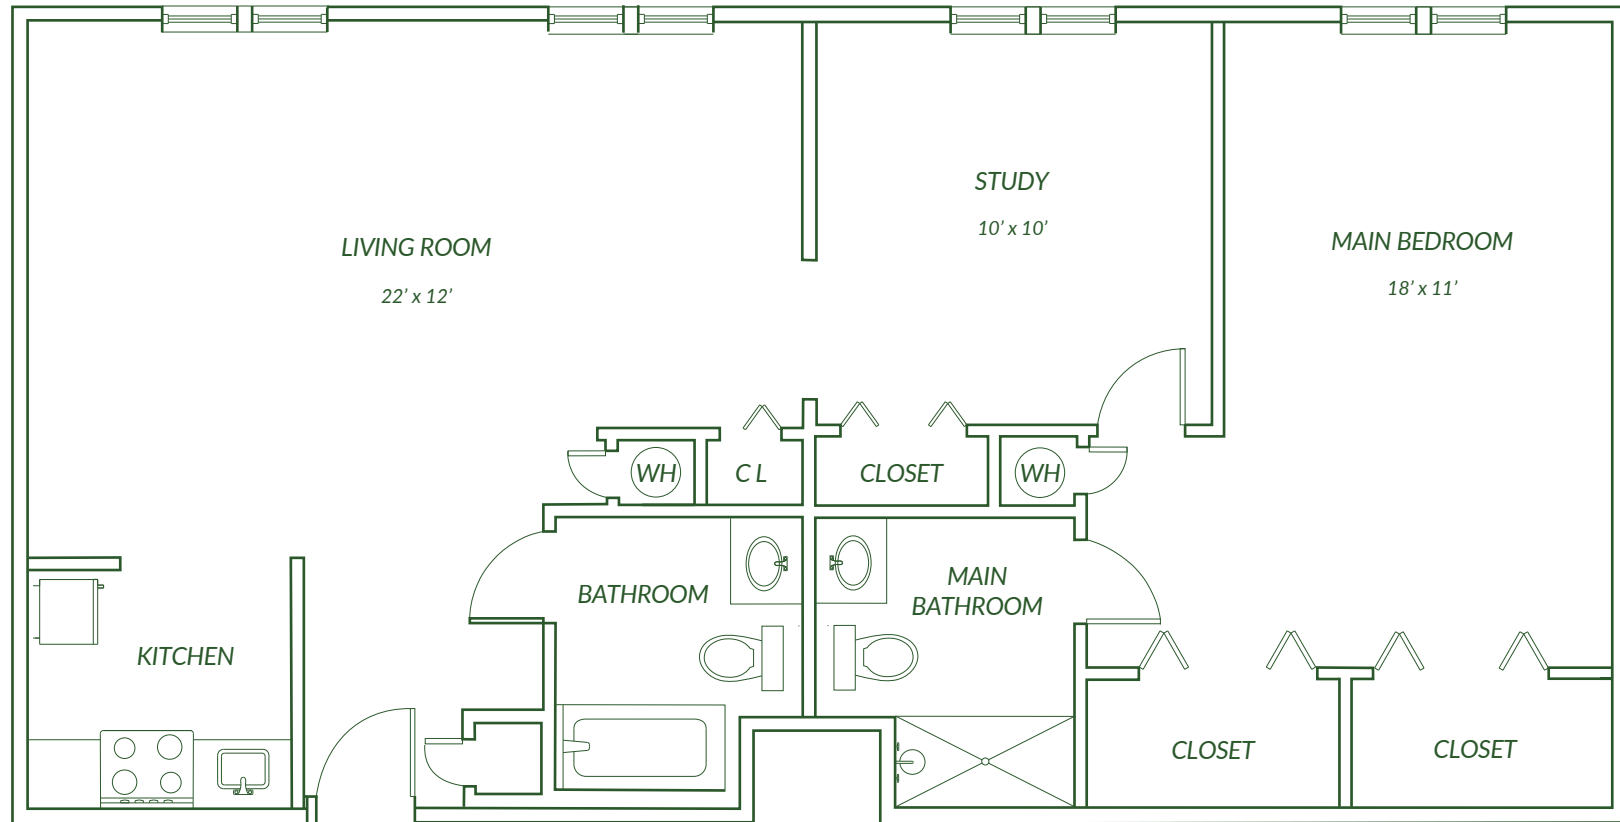 STUDY
10’ x 10’
LIVING ROOM
22’ x 12’
MAIN BEDROOM
18’ x 11’
WH
C L
CLOSET
WH
BATHROOM
MAIN
BATHROOM
KITCHEN
CLOSET
CLOSET